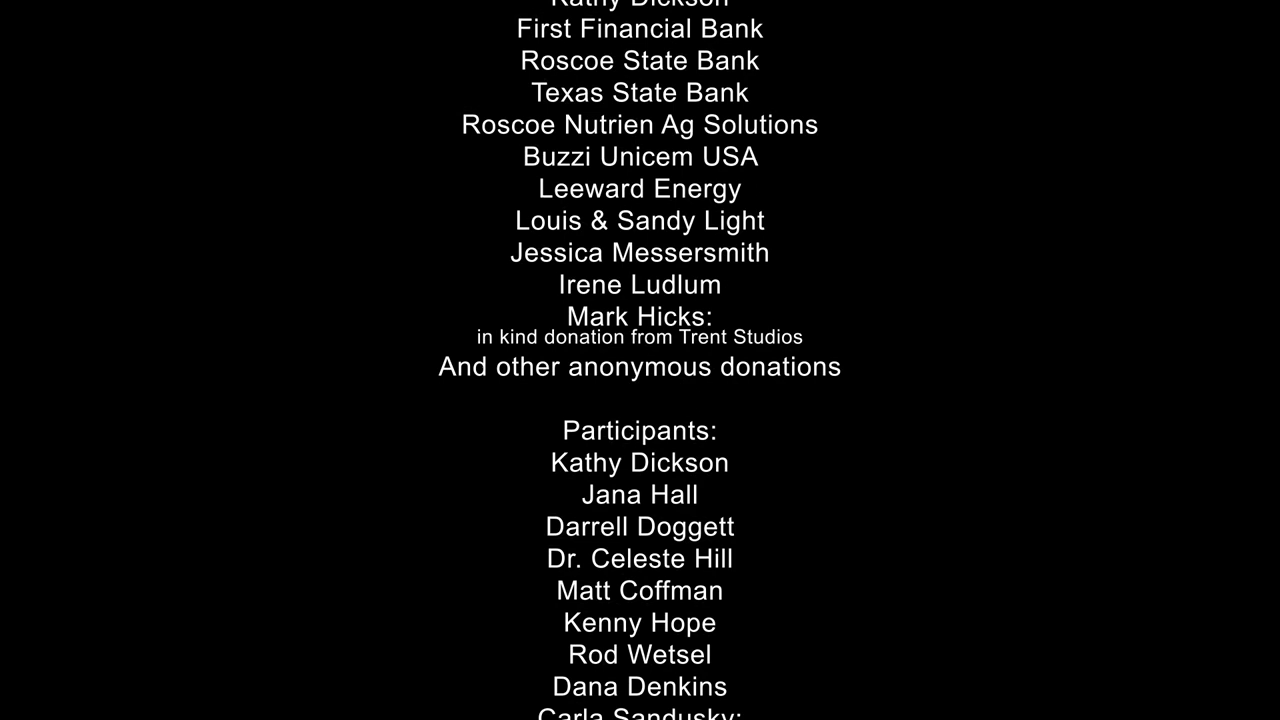 Kathy Dickson
First Financial Bank
Roscoe State Bank
Texas State Bank
Roscoe Nutrien Ag Solutions
Buzzi Unicem USA
Leeward Energy
Louis & Sandy Light
Jessica Messersmith
Irene Ludlum
Mark Hicks:
in kind donation from Trent Studios
And other anonymous donations
Participants:
Kathy Dickson
Jana Hall
Darrell Doggett
Dr. Celeste Hill
Matt Coffman
Kenny Hope
Rod Wetsel
Dana Denkins
Carla Sandusky: